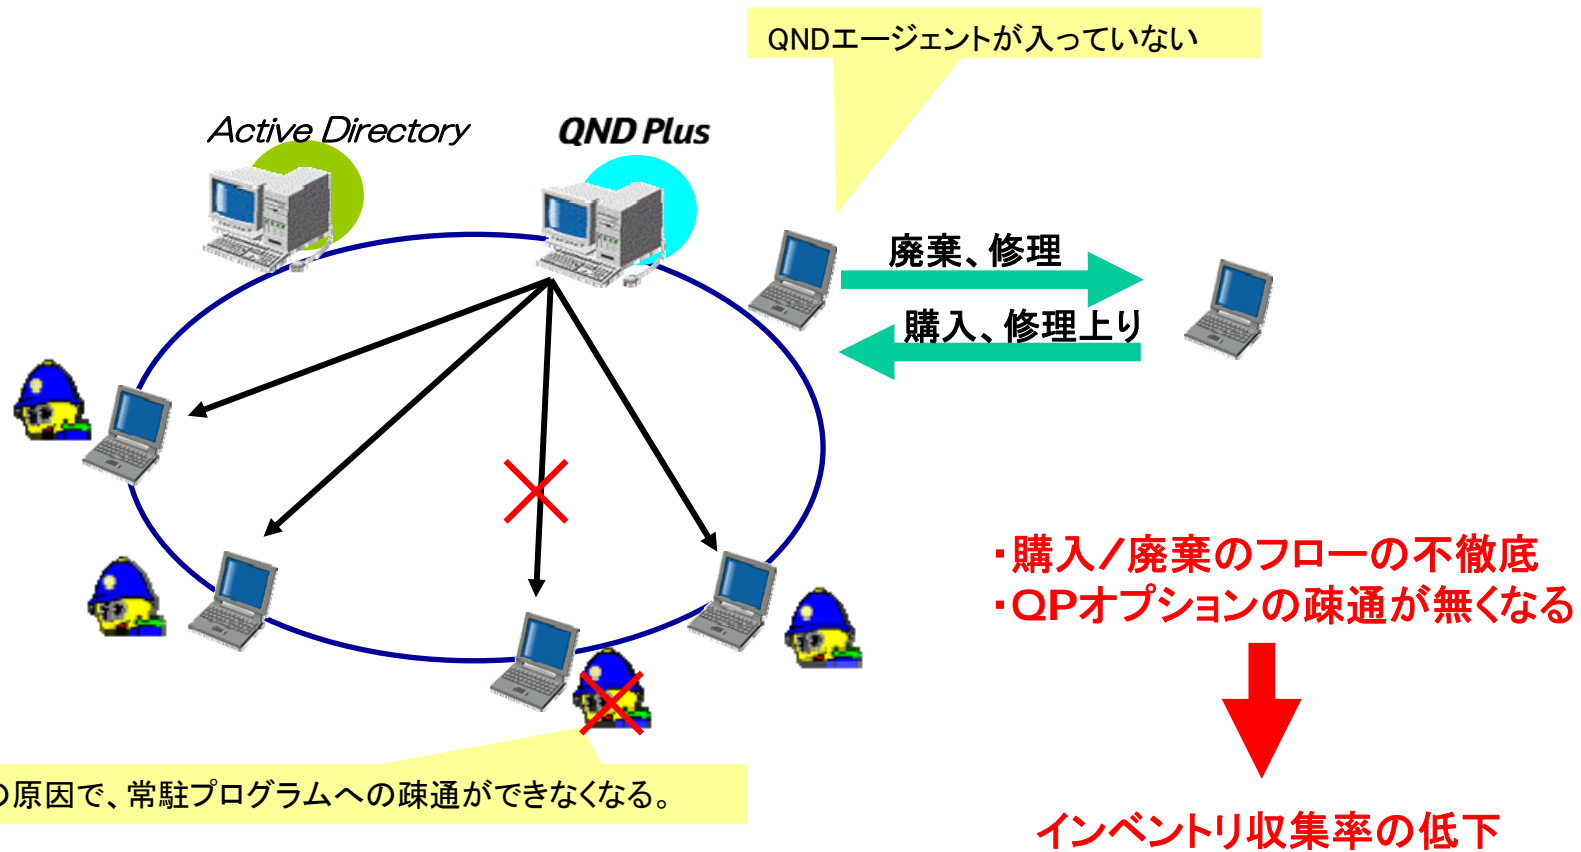 QNDエージェントが入っていない
Active Directory
QND Plus
廃棄、修理
購入、修理上り
・購入／廃棄のフローの不徹底
・QPオプションの疎通が無くなる
の原因で、常駐プログラムへの疎通ができなくなる。
インベントリ収集率の低下